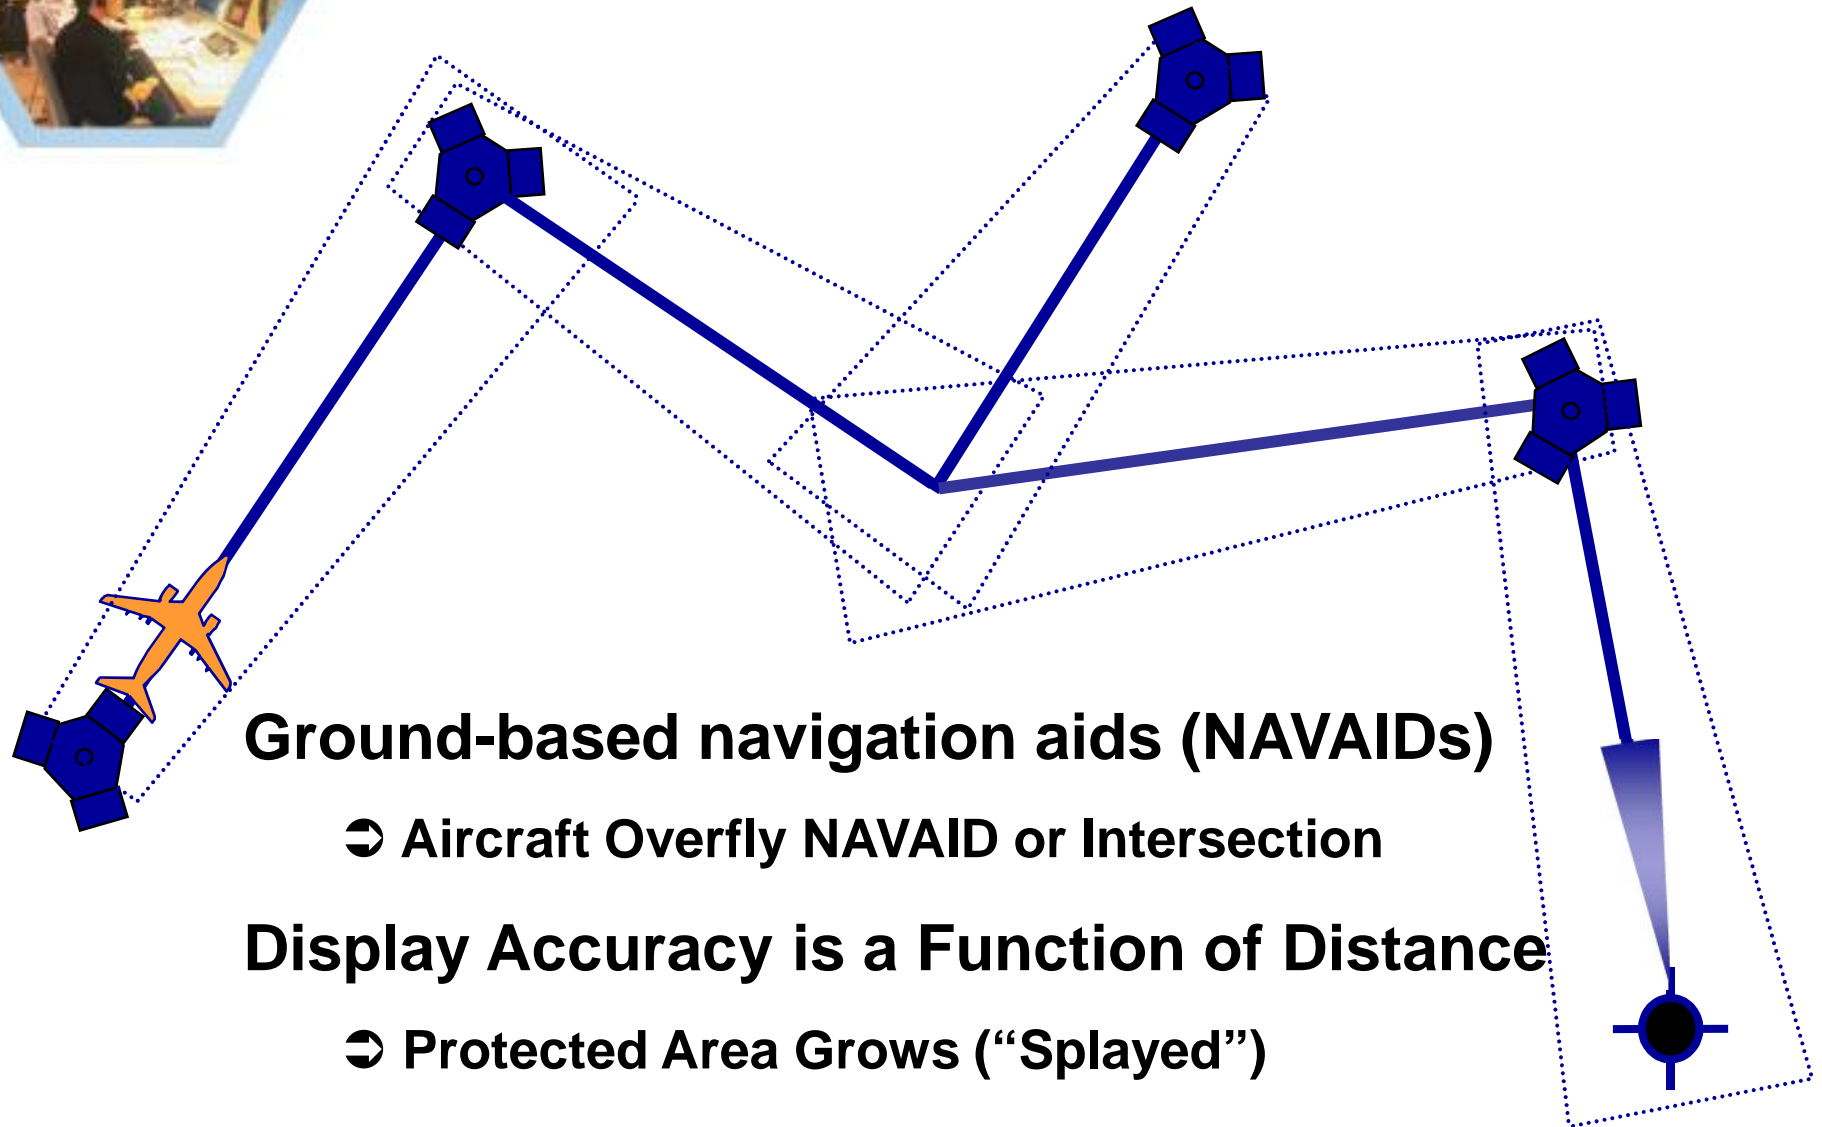 Ground-based navigation aids (NAVAIDs)
➲ Aircraft Overfly NAVAID or Intersection
Display Accuracy is a Function of Distance
➲ Protected Area Grows (“Splayed”)